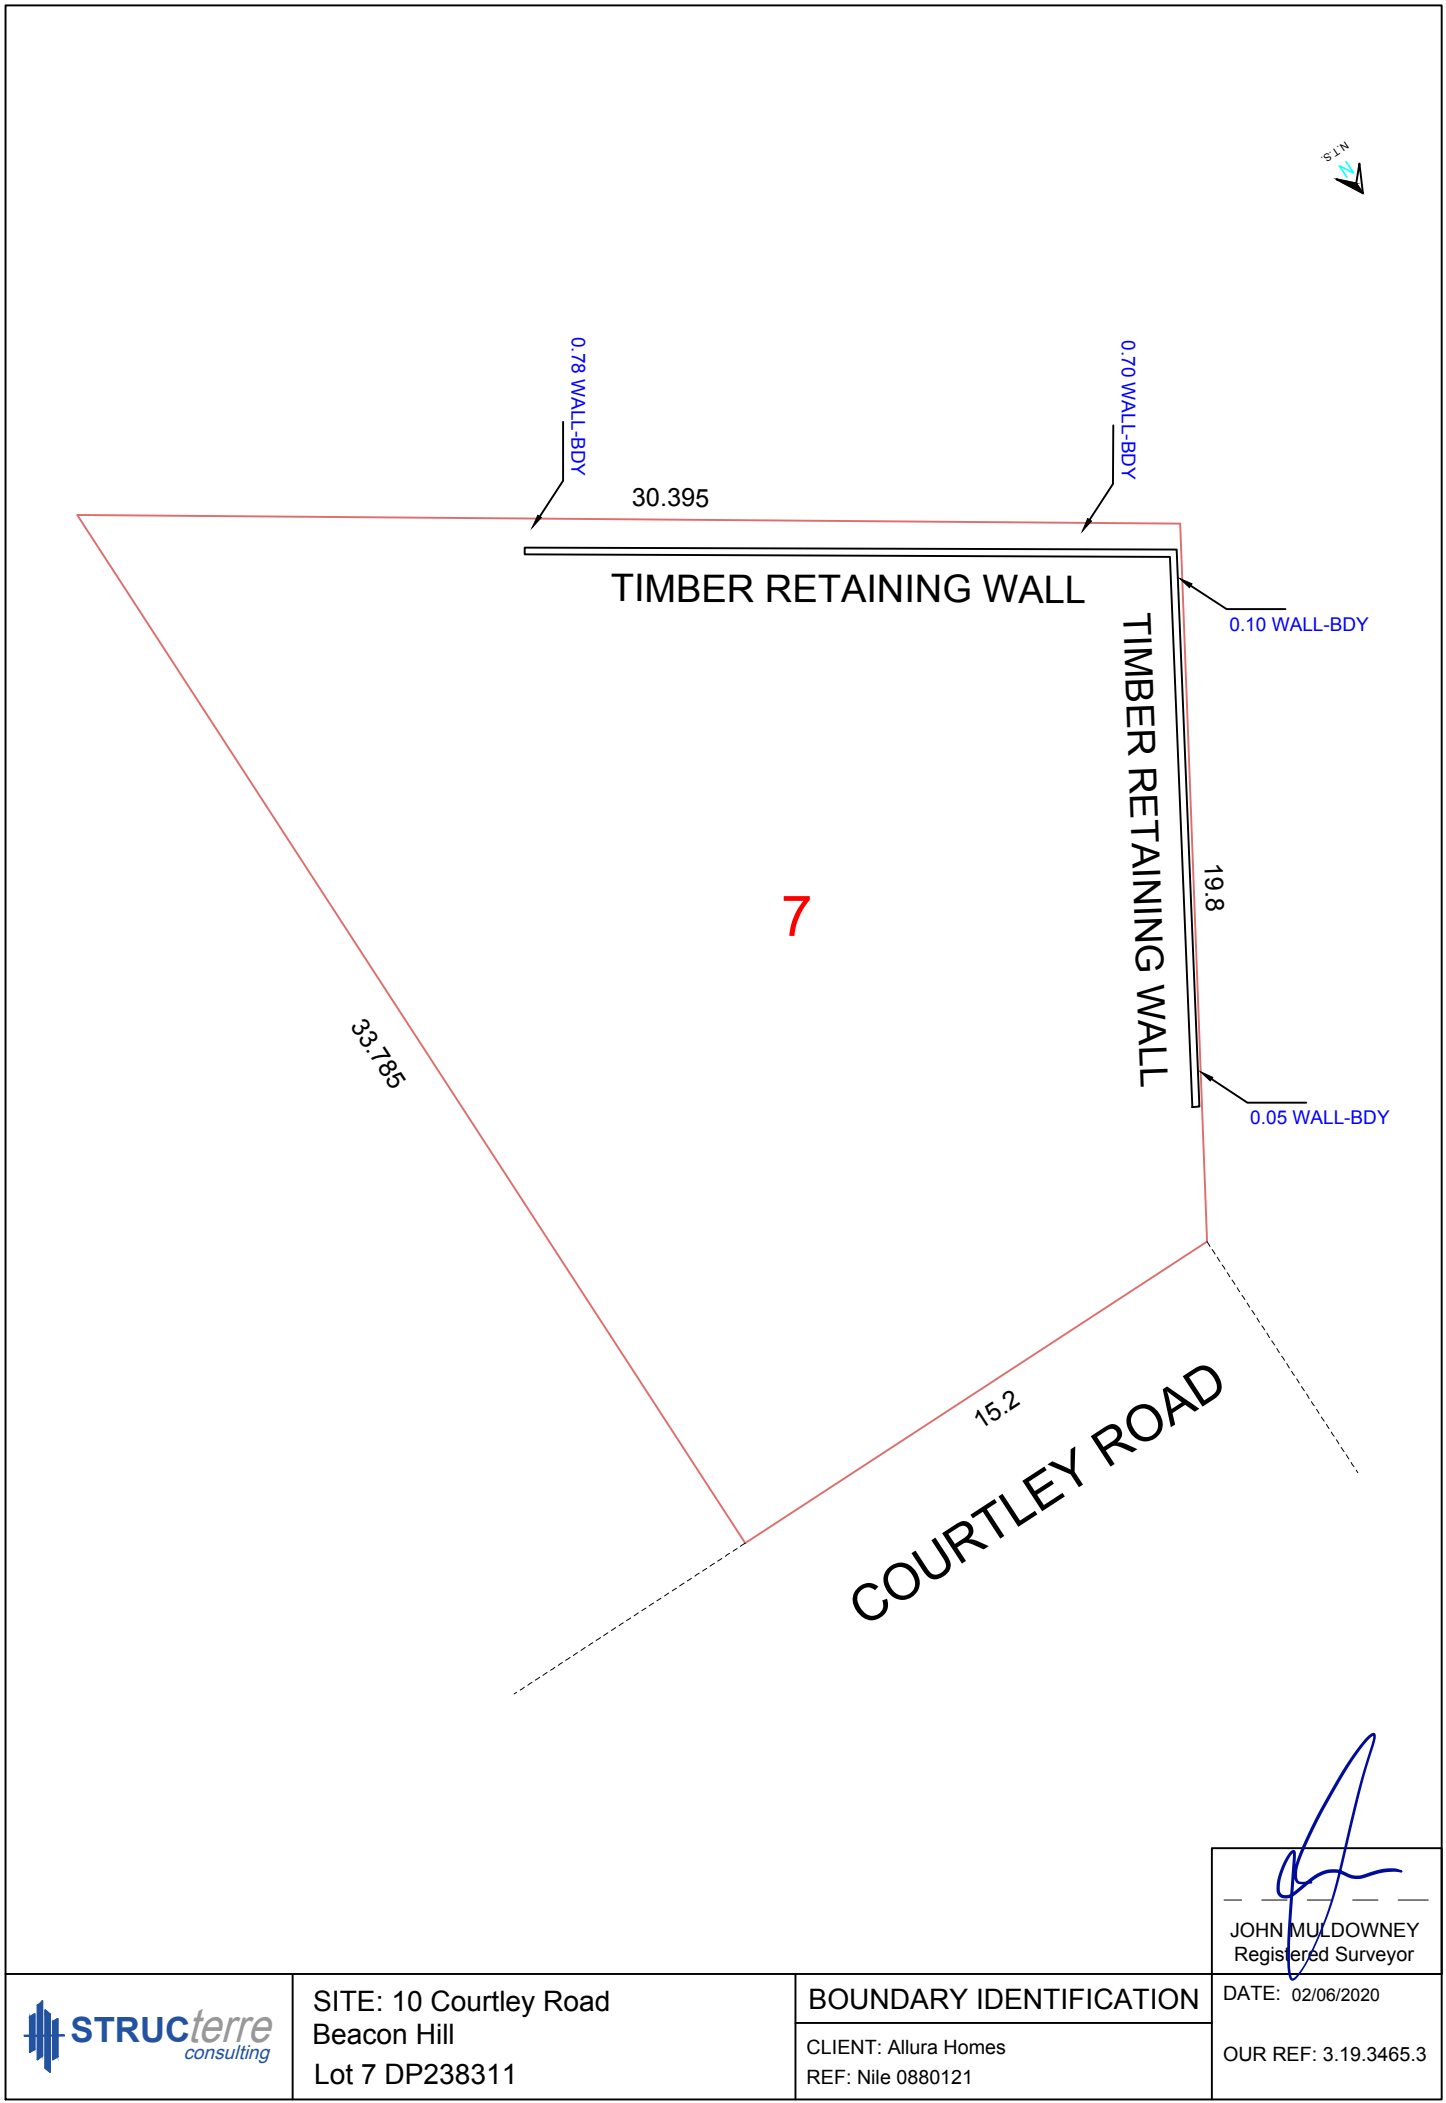 N.T.S.
N
0.78 WALL-BDY
0.70 WALL-BDY
30.395
TIMBER RETAINING WALL
0.10 WALL-BDY
TIMBER RETAINING WALL
19.8
7
33.785
0.05 WALL-BDY
15.2
COURTLEY ROAD
JOHN MULDOWNEY
Registered Surveyor
STRUCterre
consulting
SITE: 10 Courtley Road
Beacon Hill
Lot 7 DP238311
BOUNDARY IDENTIFICATION
CLIENT: Allura Homes
REF: Nile 0880121
DATE: 02/06/2020
OUR REF: 3.19.3465.3